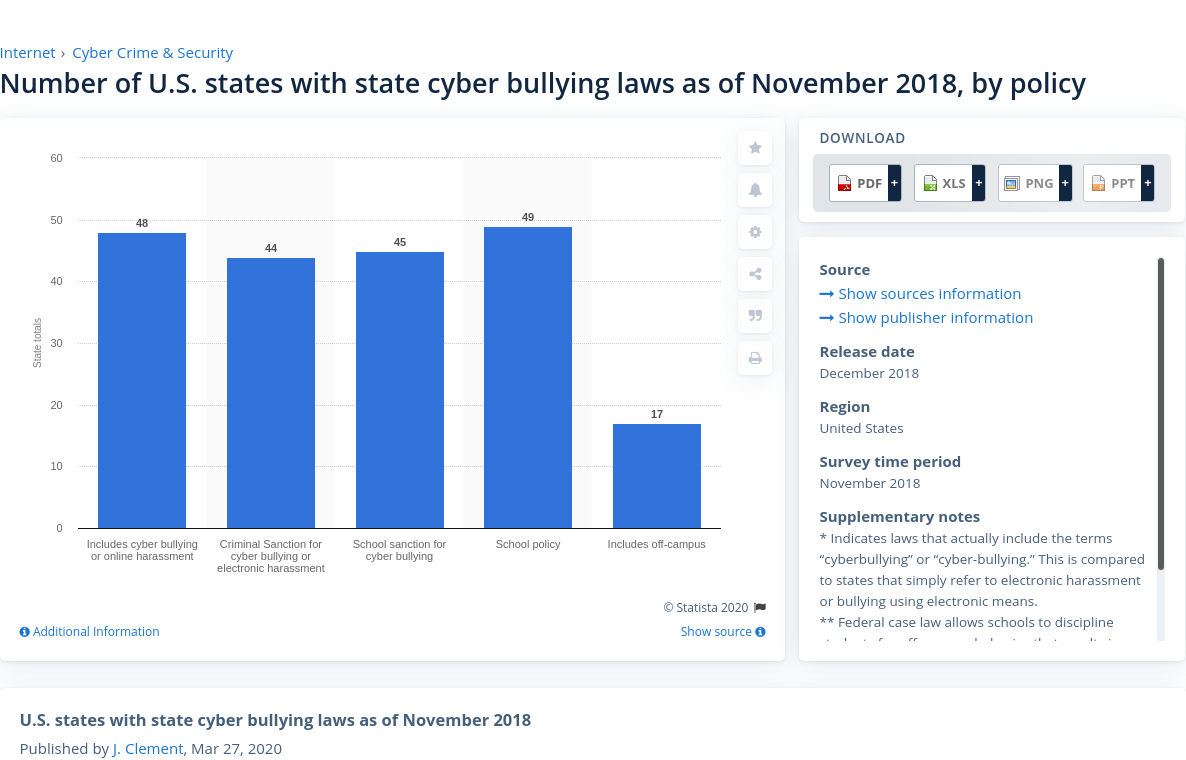 Internet › Cyber Crime & Security
Number of U.S. states with state cyber bullying laws as of November 2018, by policy
60
50
40
30
20
10
0
State totals
48
44
45
49
17
Includes cyber bullying
or online harassment
Criminal Sanction for
cyber bullying or
electronic harassment
School sanction for
cyber bullying
School policy
Includes off-campus
© Statista 2020
Additional Information
Show source
DOWNLOAD
PDF +
XLS +
PNG +
PPT +
Source
Show sources information
Show publisher information
Release date
December 2018
Region
United States
Survey time period
November 2018
Supplementary notes
* Indicates laws that actually include the terms
“cyberbullying” or “cyber-bullying.” This is compared
to states that simply refer to electronic harassment
or bullying using electronic means.
** Federal case law allows schools to discipline
U.S. states with state cyber bullying laws as of November 2018
Published by J. Clement, Mar 27, 2020